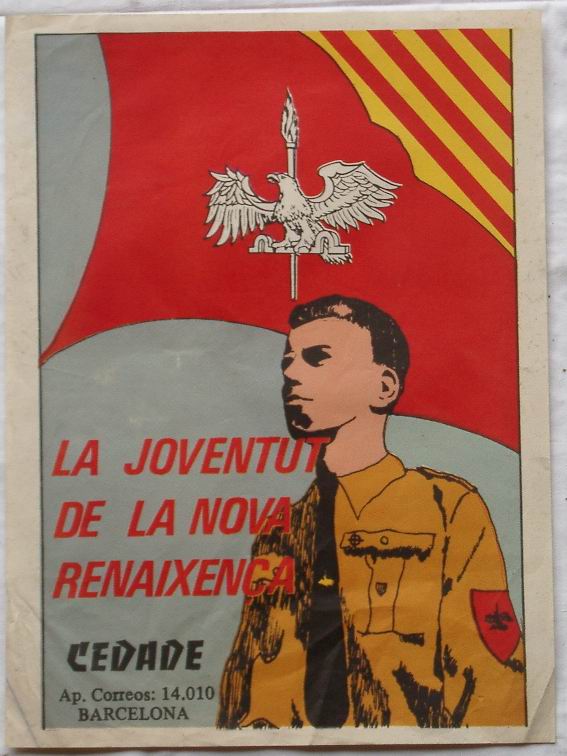 LA JOVENTUT
DE LA NOVA
RENAIXENCA
CEDADE
Ap. Correos: 14.010
BARCELONA